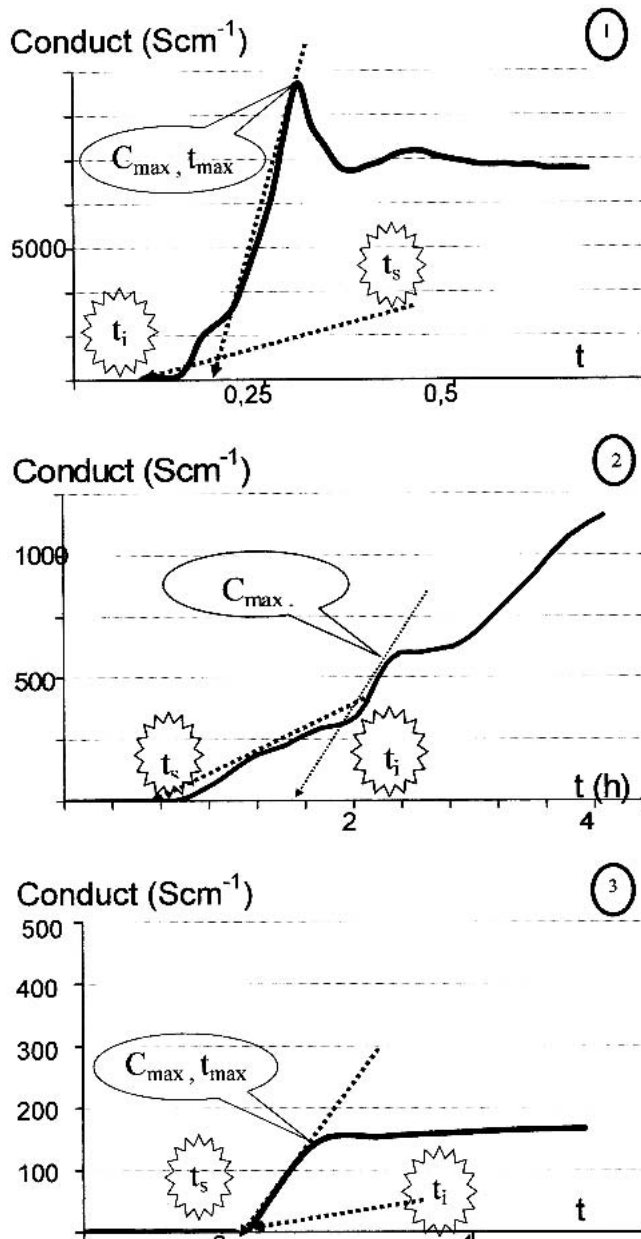 Conduct (Scm⁻¹)
1
Cmax , tmax
5000
ts
ti
t
0,25
0,5
Conduct (Scm⁻¹)
2
1000
Cmax .
500
ts
ti
t (h)
2
4
Conduct (Scm⁻¹)
3
500
400
300
Cmax , tmax
200
ts
ti
100
t